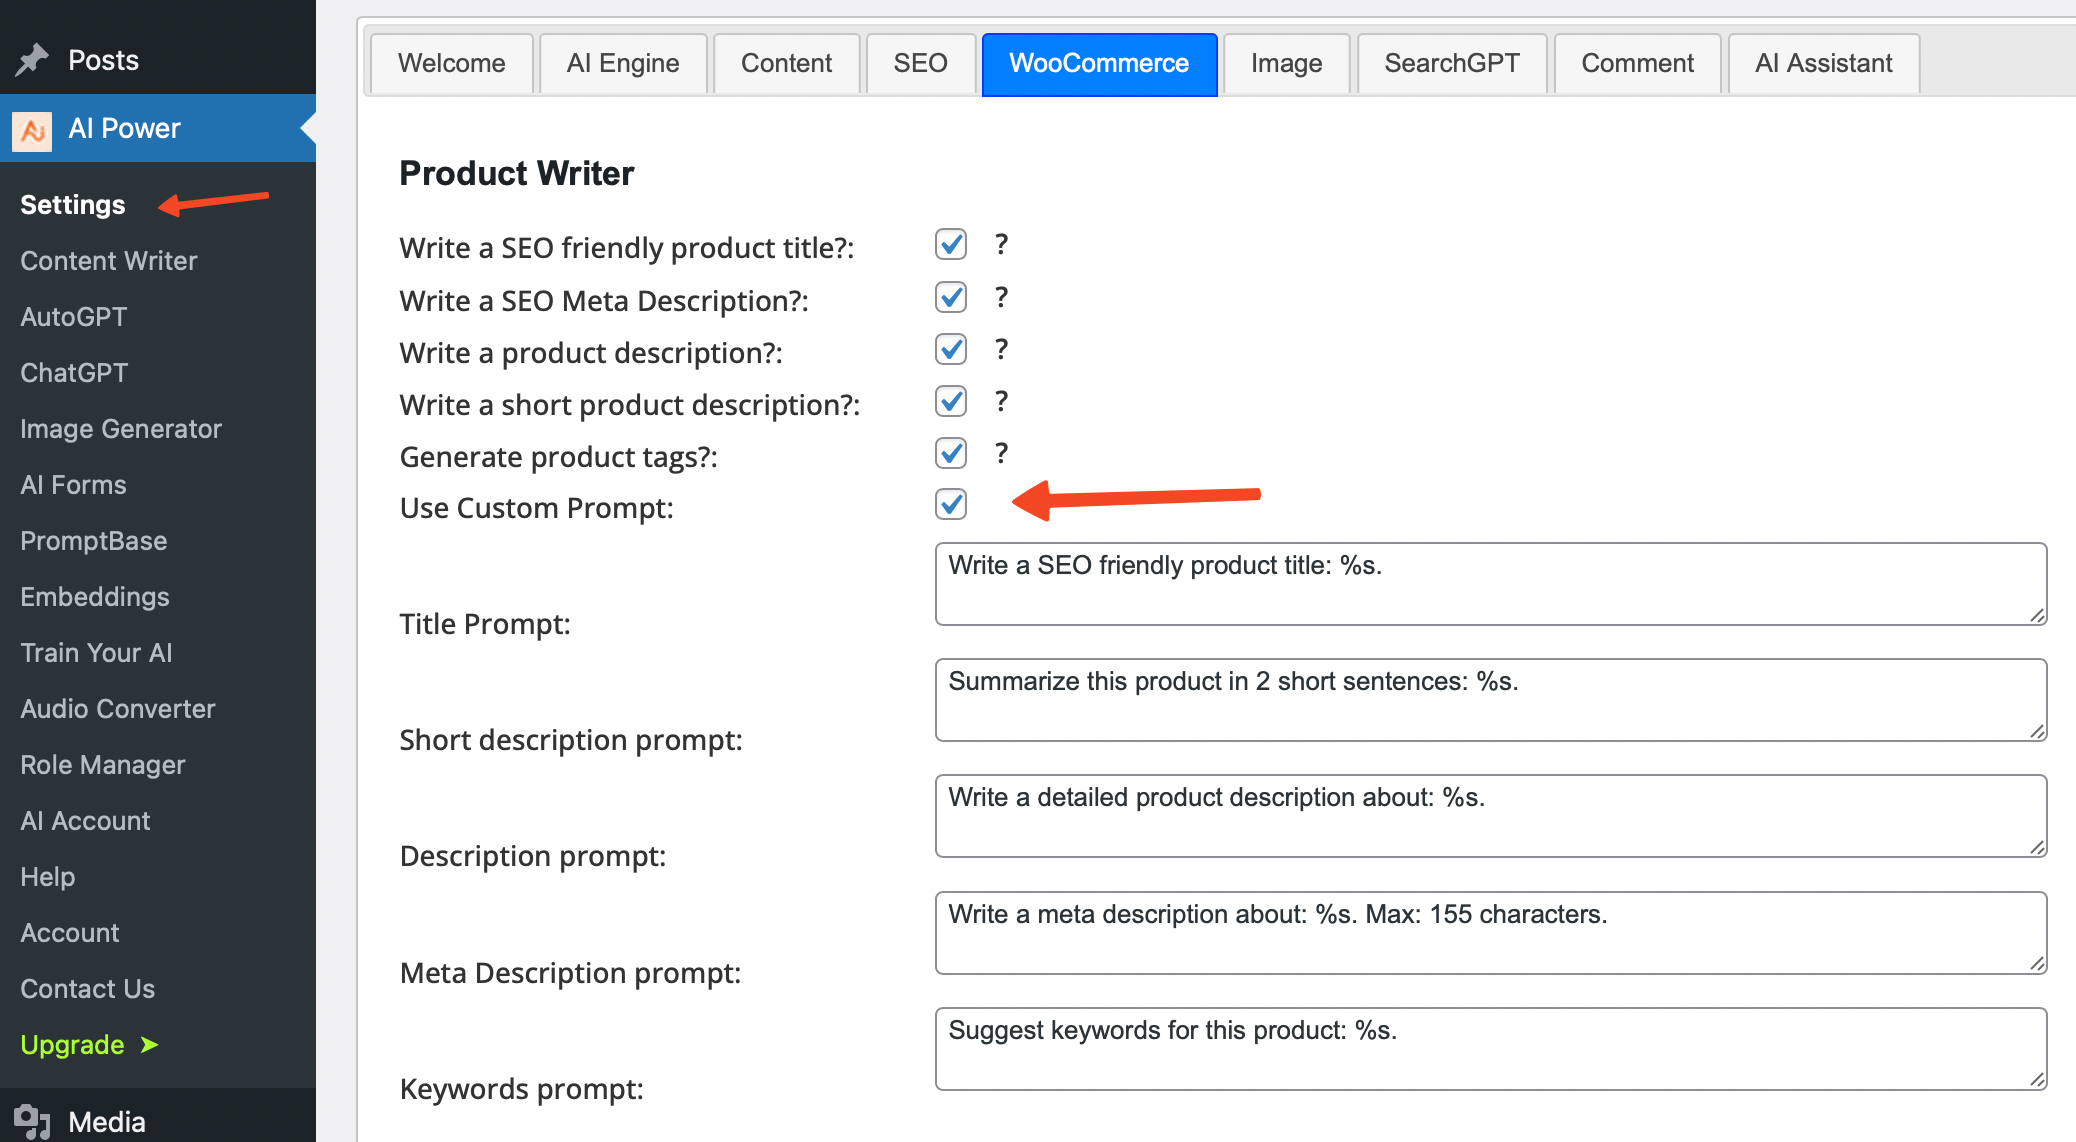 Posts
AI Power
Settings
Content Writer
AutoGPT
ChatGPT
Image Generator
AI Forms
PromptBase
Embeddings
Train Your AI
Audio Converter
Role Manager
AI Account
Help
Account
Contact Us
Upgrade ➤
Media
Welcome AI Engine Content SEO WooCommerce Image SearchGPT Comment AI Assistant
Product Writer
Write a SEO friendly product title?: ?
Write a SEO Meta Description?: ?
Write a product description?: ?
Write a short product description?: ?
Generate product tags?: ?
Use Custom Prompt:
Write a SEO friendly product title: %s.
Title Prompt:
Summarize this product in 2 short sentences: %s.
Short description prompt:
Write a detailed product description about: %s.
Description prompt:
Write a meta description about: %s. Max: 155 characters.
Meta Description prompt:
Suggest keywords for this product: %s.
Keywords prompt: